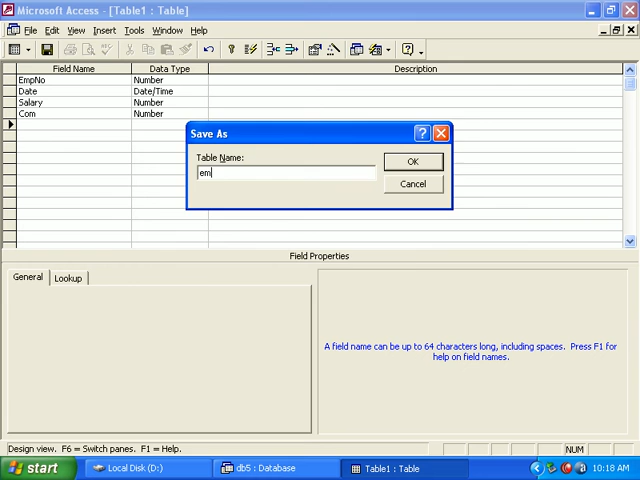 Microsoft Access - [Table1 : Table]
File Edit View Insert Tools Window Help
Field Name Data Type Description
EmpNo Number
Date Date/Time
Salary Number
Com Number
Save As
Table Name:
em
OK
Cancel
Field Properties
General Lookup
A field name can be up to 64 characters long, including spaces. Press F1 for
help on field names.
Design view. F6 = Switch panes. F1 = Help. NUM
start Local Disk (D:) db5 : Database Table1 : Table 10:18 AM